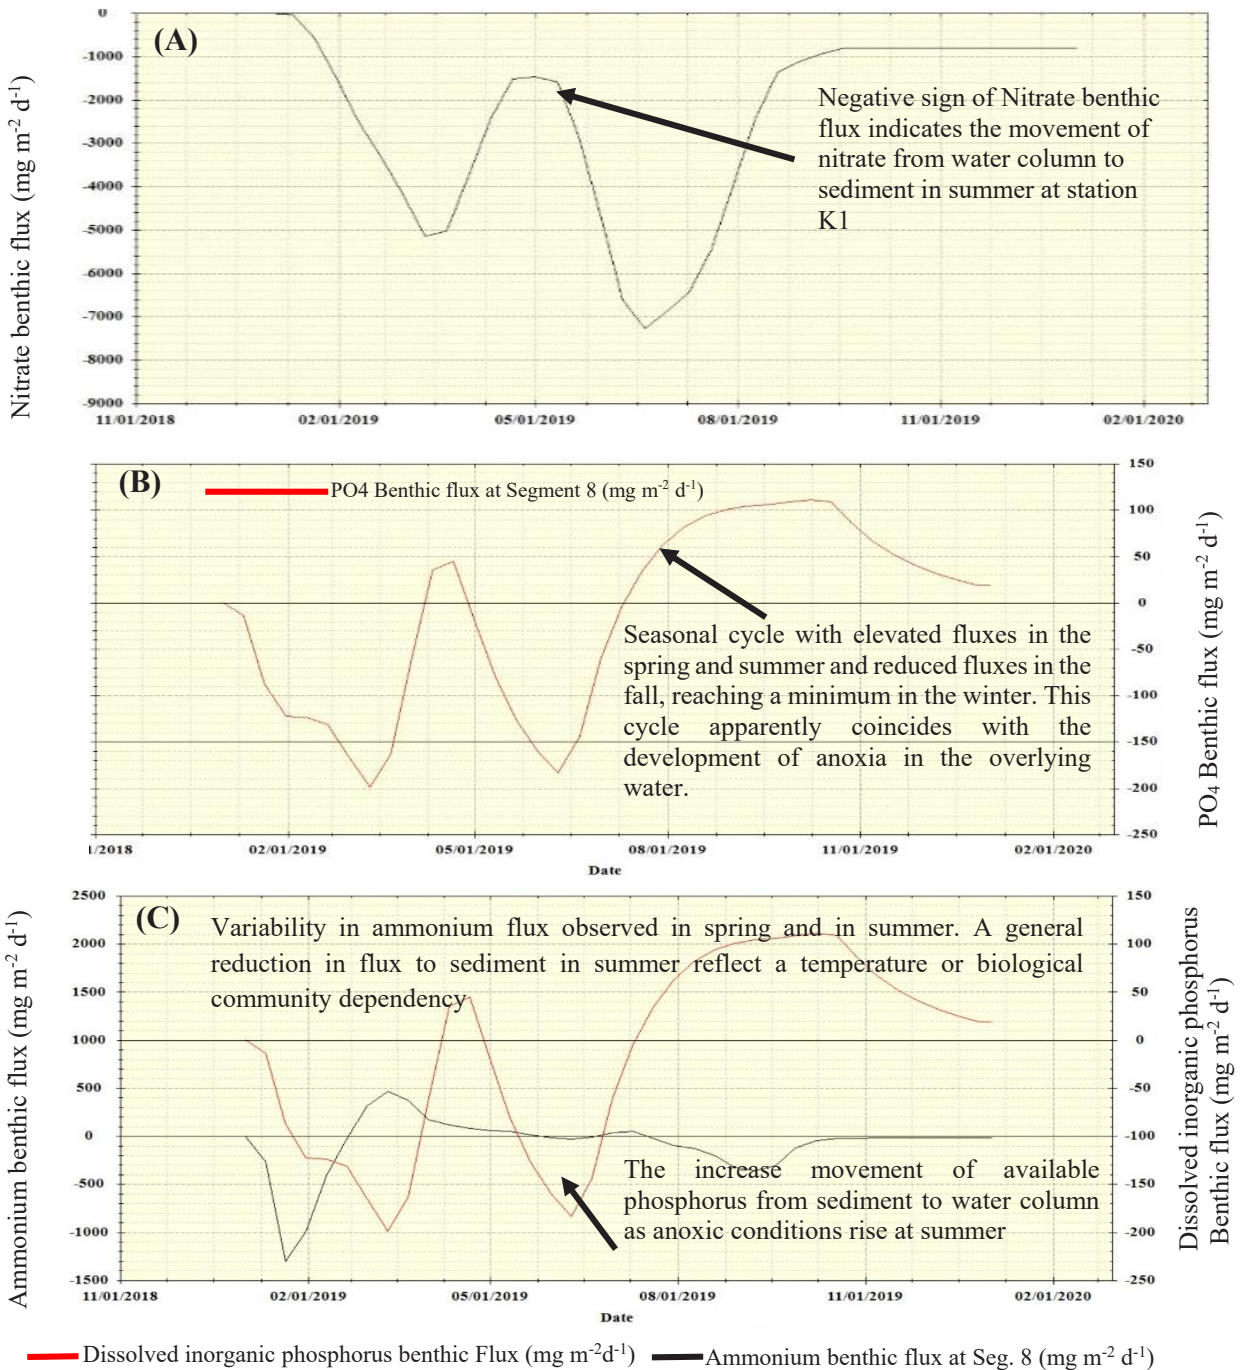 (A)
Nitrate benthic flux (mg m-2 d-1)
0
-1000
-2000
-3000
-4000
-5000
-6000
-7000
-8000
-9000
Negative sign of Nitrate benthic
flux indicates the movement of
nitrate from water column to
sediment in summer at station
K1
11/01/2018 02/01/2019 05/01/2019 08/01/2019 11/01/2019 02/01/2020
(B)
PO4 Benthic flux at Segment 8 (mg m-2 d-1)
150
100
50
0
-50
-100
-150
-200
-250
PO4 Benthic flux (mg m-2 d-1)
Seasonal cycle with elevated fluxes in the
spring and summer and reduced fluxes in the
fall, reaching a minimum in the winter. This
cycle apparently coincides with the
development of anoxia in the overlying
water.
1/2018 02/01/2019 05/01/2019 08/01/2019 11/01/2019 02/01/2020
Date
(C)
Ammonium benthic flux (mg m-2 d-1)
2500
2000
1500
1000
500
0
-500
-1000
-1500
Variability in ammonium flux observed in spring and in summer. A general
reduction in flux to sediment in summer reflect a temperature or biological
community dependency
The increase movement of available
phosphorus from sediment to water column
as anoxic conditions rise at summer
150
100
50
0
-50
-100
-150
-200
-250
Dissolved inorganic phosphorus
Benthic flux (mg m-2 d-1)
11/01/2018 02/01/2019 05/01/2019 08/01/2019 11/01/2019 02/01/2020
Date
Dissolved inorganic phosphorus benthic Flux (mg m-2d-1) Ammonium benthic flux at Seg. 8 (mg m-2 d-1)